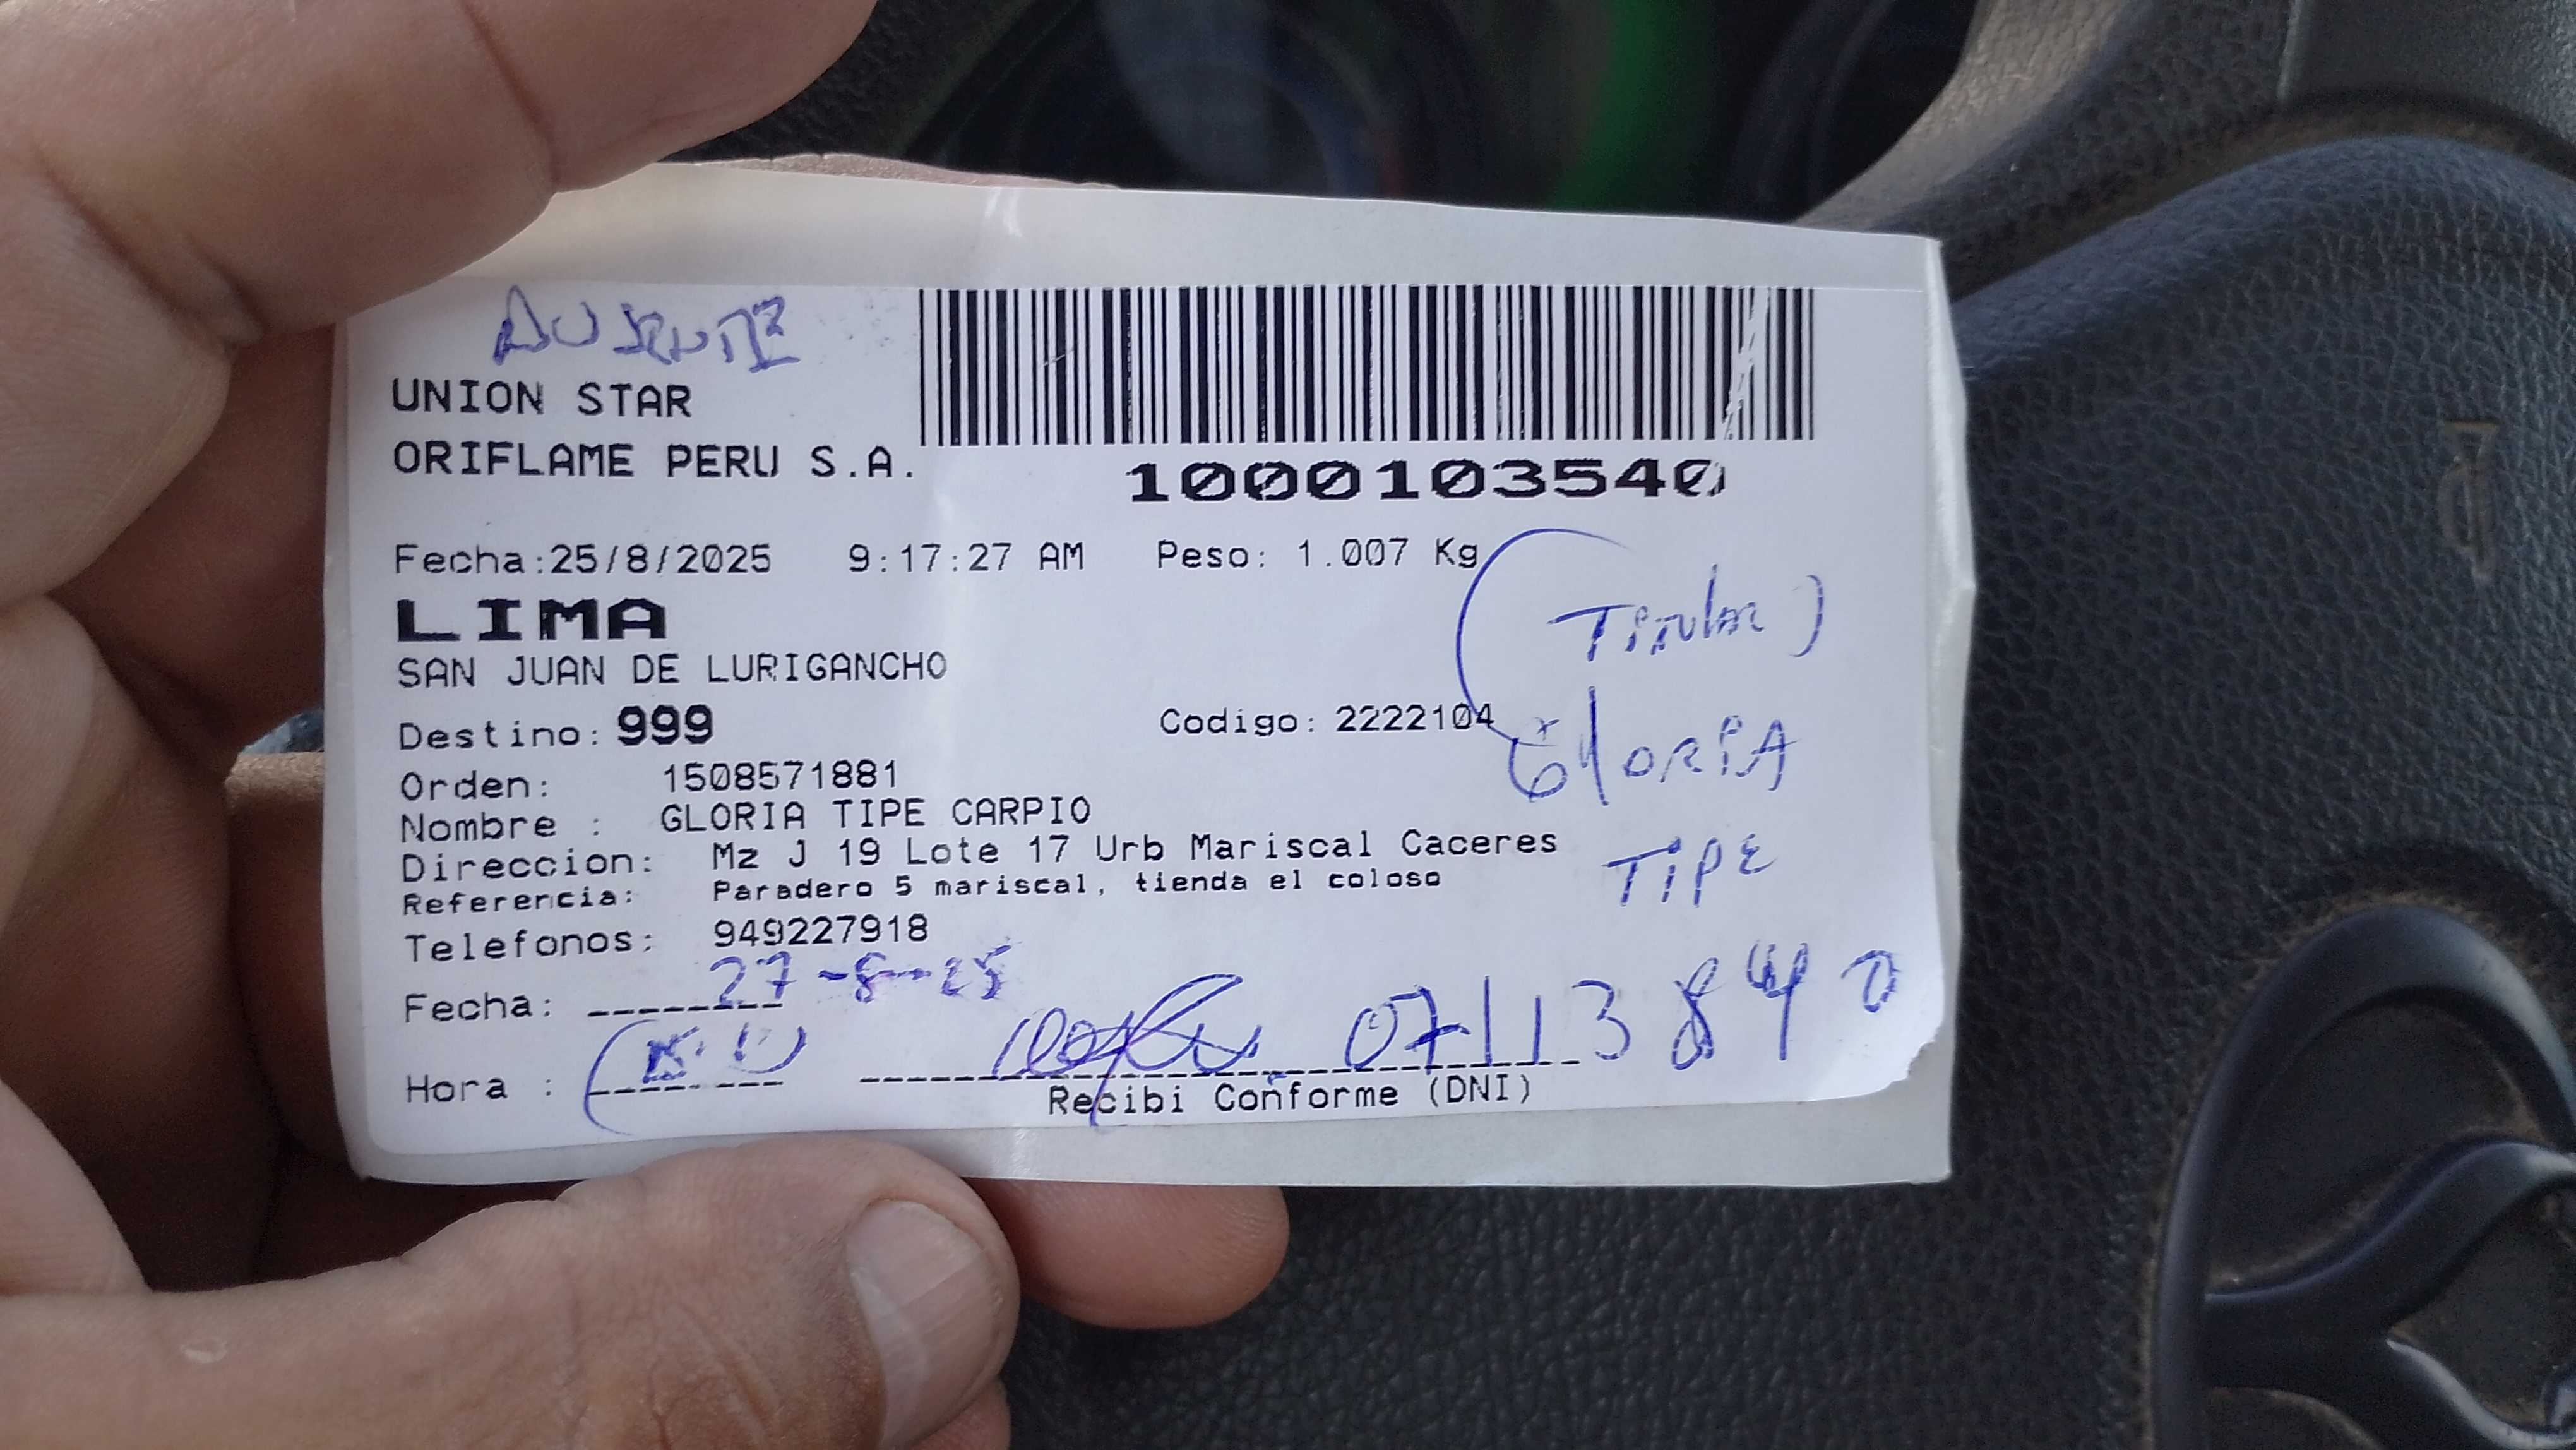 AUSENTE
UNION STAR
ORIFLAME PERU S.A.
1000103540
Fecha:25/8/2025 9:17:27 AM Peso: 1.007 Kg
LIMA
(Titular)
SAN JUAN DE LURIGANCHO
Destino: 999 Codigo: 2222104
GloRiA
Orden: 1508571881
Nombre : GLORIA TIPE CARPIO
Direccion: Mz J 19 Lote 17 Urb Mariscal Caceres
TiPE
Referencia: Paradero 5 mariscal, tienda el coloso
Telefonos: 949227918
Fecha: 27-8-25
07113840
Hora :
Recibi Conforme (DNI)